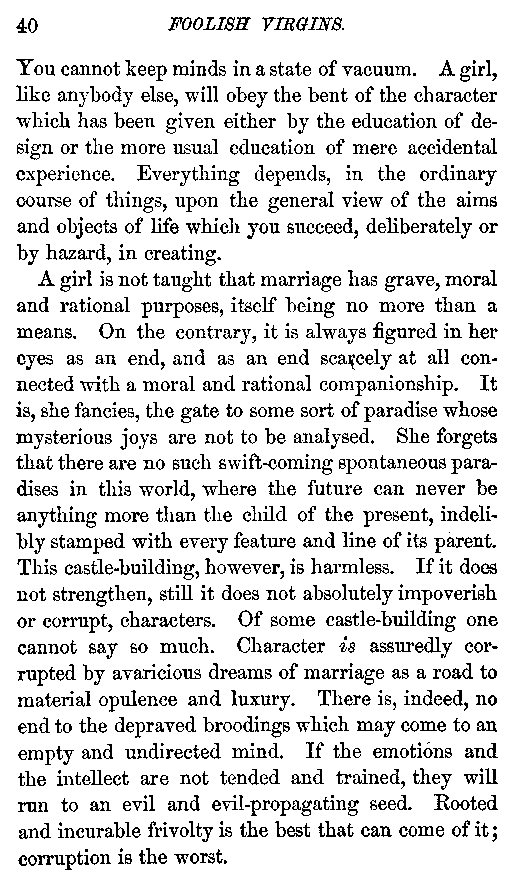 40 FOOLISH VIRGINS.
You cannot keep minds in a state of vacuum. A girl,
like anybody else, will obey the bent of the character
which has been given either by the education of de-
sign or the more usual education of mere accidental
experience. Everything depends, in the ordinary
course of things, upon the general view of the aims
and objects of life which you succeed, deliberately or
by hazard, in creating.
A girl is not taught that marriage has grave, moral
and rational purposes, itself being no more than a
means. On the contrary, it is always figured in her
eyes as an end, and as an end scarcely at all con-
nected with a moral and rational companionship. It
is, she fancies, the gate to some sort of paradise whose
mysterious joys are not to be analysed. She forgets
that there are no such swift-coming spontaneous para-
dises in this world, where the future can never be
anything more than the child of the present, indeli-
bly stamped with every feature and line of its parent.
This castle-building, however, is harmless. If it does
not strengthen, still it does not absolutely impoverish
or corrupt, characters. Of some castle-building one
cannot say so much. Character is assuredly cor-
rupted by avaricious dreams of marriage as a road to
material opulence and luxury. There is, indeed, no
end to the depraved broodings which may come to an
empty and undirected mind. If the emotions and
the intellect are not tended and trained, they will
run to an evil and evil-propagating seed. Rooted
and incurable frivolty is the best that can come of it;
corruption is the worst.